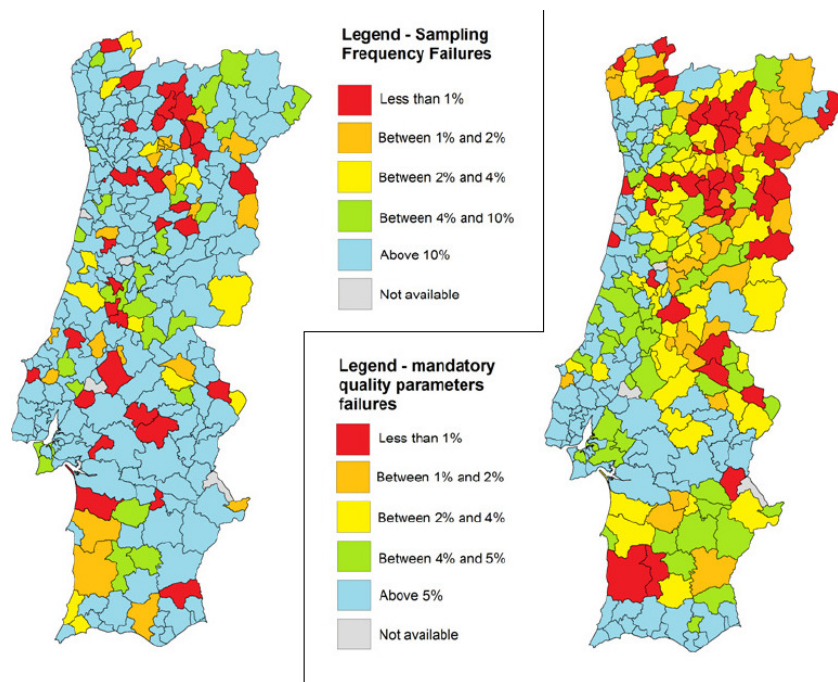 Legend - Sampling
Frequency Failures
Less than 1%
Between 1% and 2%
Between 2% and 4%
Between 4% and 10%
Above 10%
Not available
Legend - mandatory
quality parameters
failures
Less than 1%
Between 1% and 2%
Between 2% and 4%
Between 4% and 5%
Above 5%
Not available